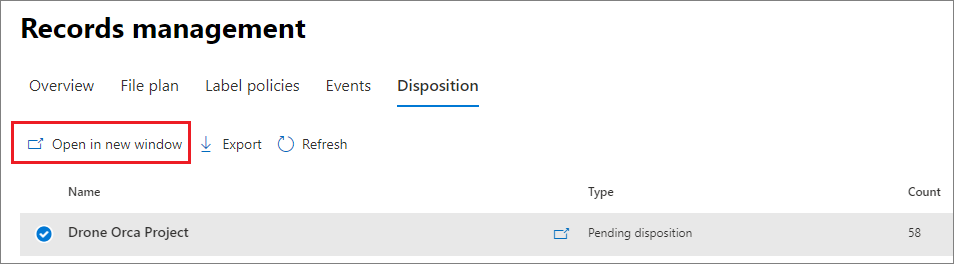 Records management
Overview File plan Label policies Events Disposition
Open in new window Export Refresh
Name Type Count
Drone Orca Project Pending disposition 58